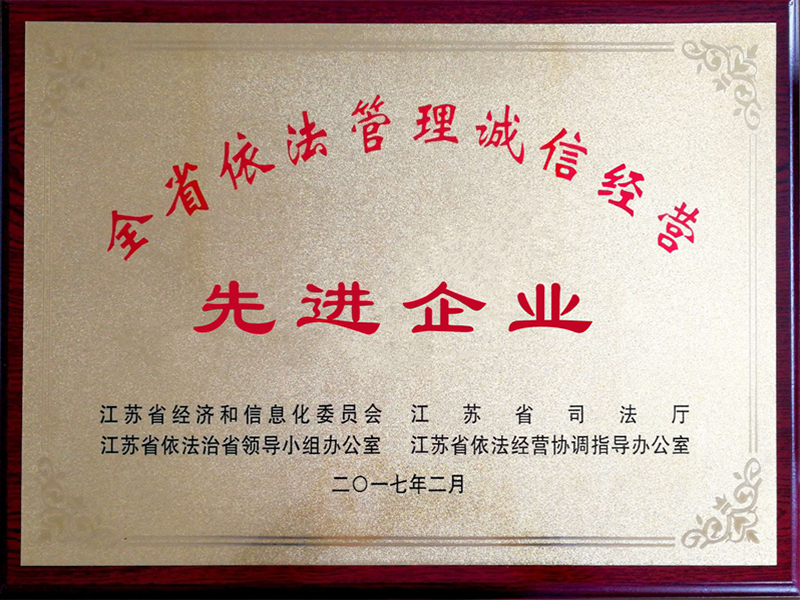 全省依法管理诚信经营
先进企业
江苏省经济和信息化委员会 江苏省司法厅
江苏省依法治省领导小组办公室 江苏省依法经营协调指导办公室
二〇一七年二月